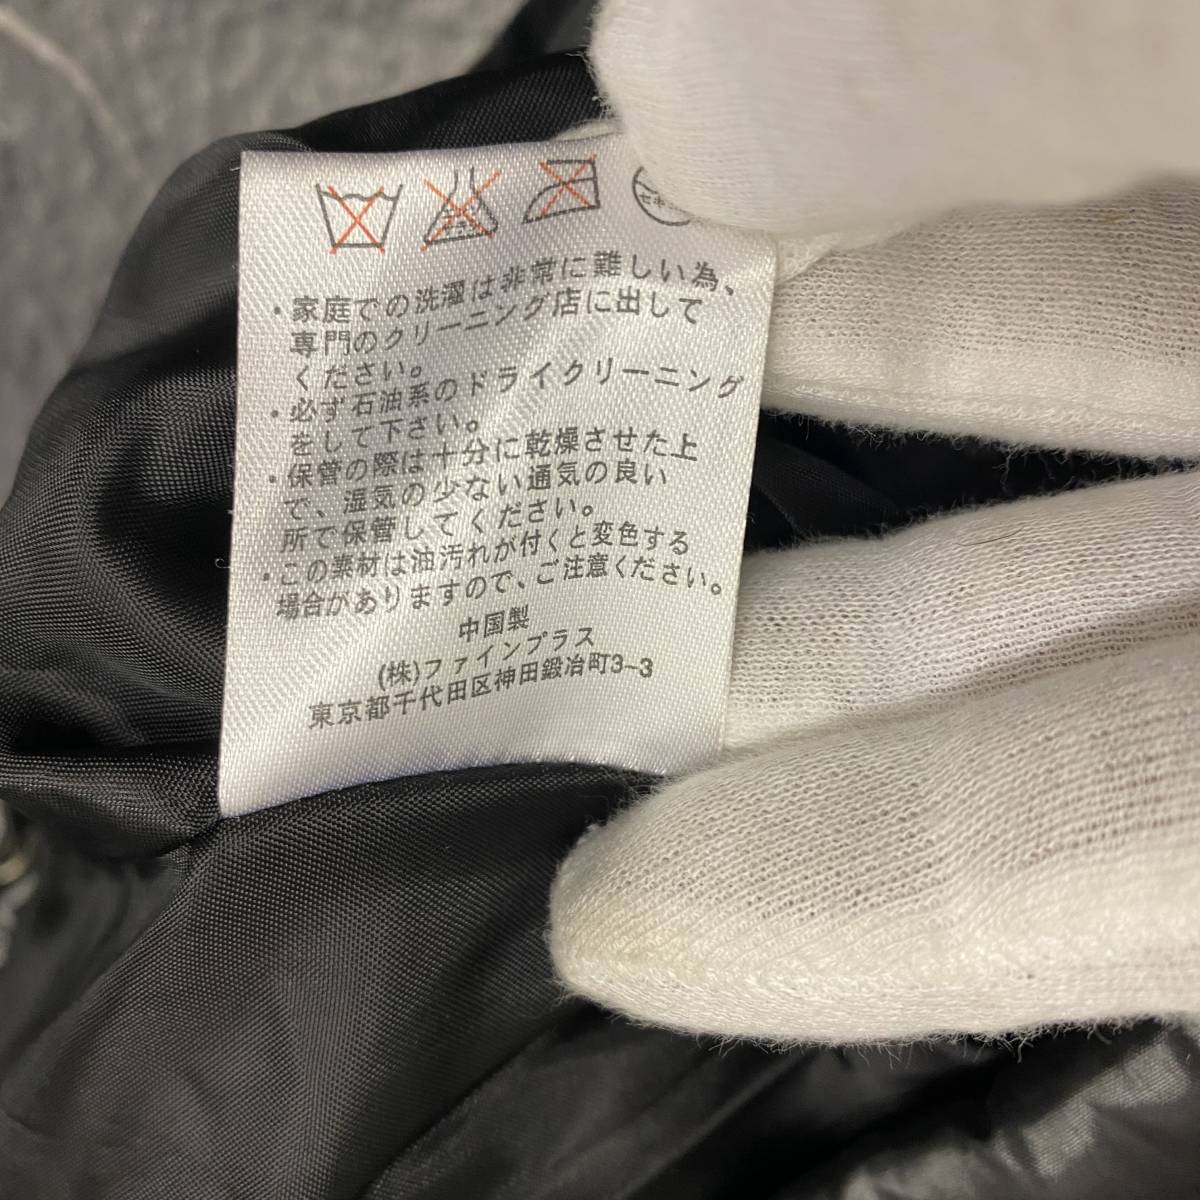 ・家庭での洗濯は非常に難しい為、
専門のクリーニング店に出して
ください。
・必ず石油系のドライクリーニング
をして下さい。
・保管の際は十分に乾燥させた上
で、湿気の少ない通気の良い
所で保管してください。
・この素材は油汚れが付くと変色する
場合がありますので、ご注意ください。
中国製
(株)ファインプラス
東京都千代田区神田鍛冶町3-3